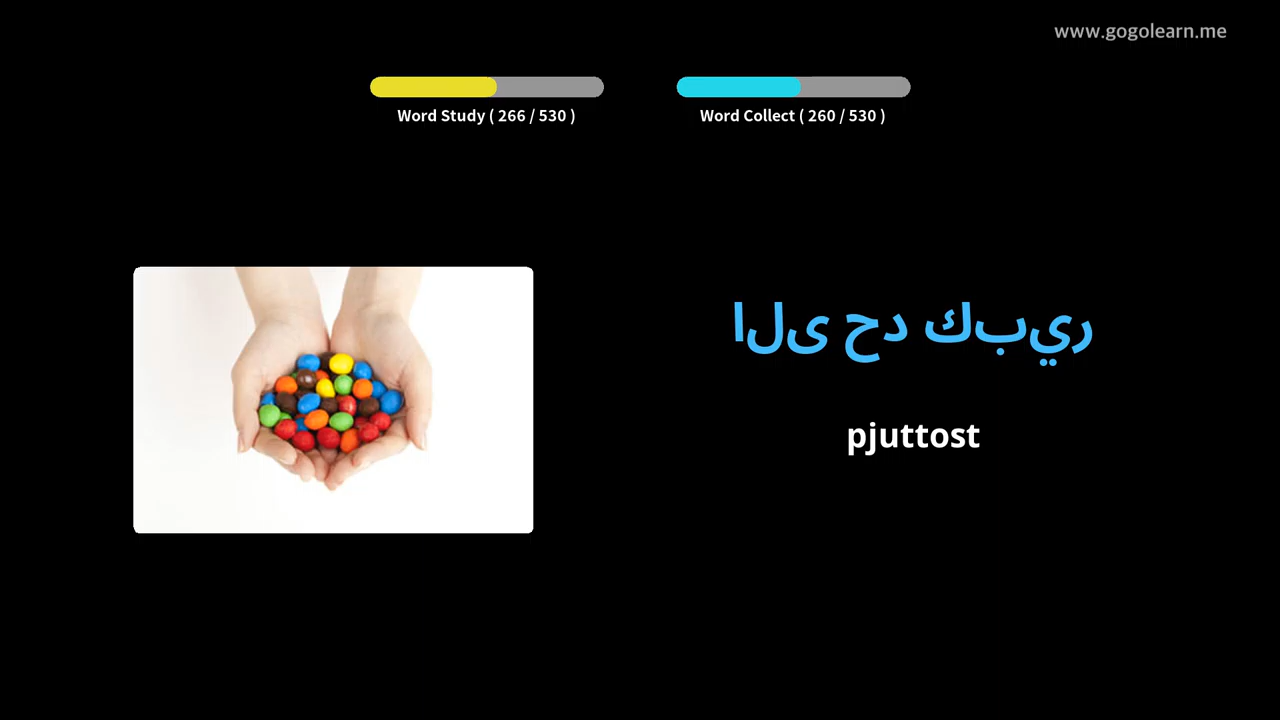 www.gogolearn.me
Word Study ( 266 / 530 )
Word Collect ( 260 / 530 )
الى حد كبير
pjuttost